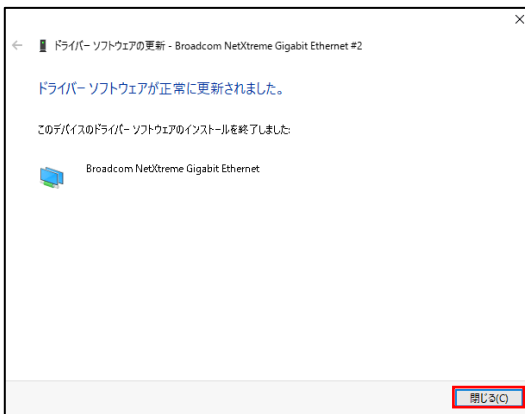 ドライバー ソフトウェアの更新 - Broadcom NetXtreme Gigabit Ethernet #2
ドライバー ソフトウェアが正常に更新されました。
このデバイスのドライバー ソフトウェアのインストールを終了しました:
Broadcom NetXtreme Gigabit Ethernet
閉じる(C)